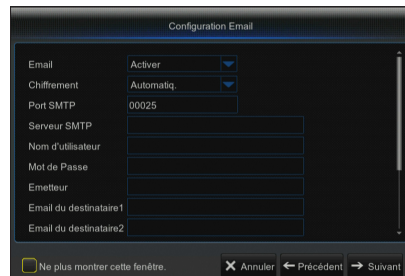 Configuration Email
Email Activer
Chiffrement Automatiq.
Port SMTP 00025
Serveur SMTP
Nom d'utilisateur
Mot de Passe
Emetteur
Email du destinataire1
Email du destinataire2
Ne plus montrer cette fenêtre. Annuler Précédent Suivant